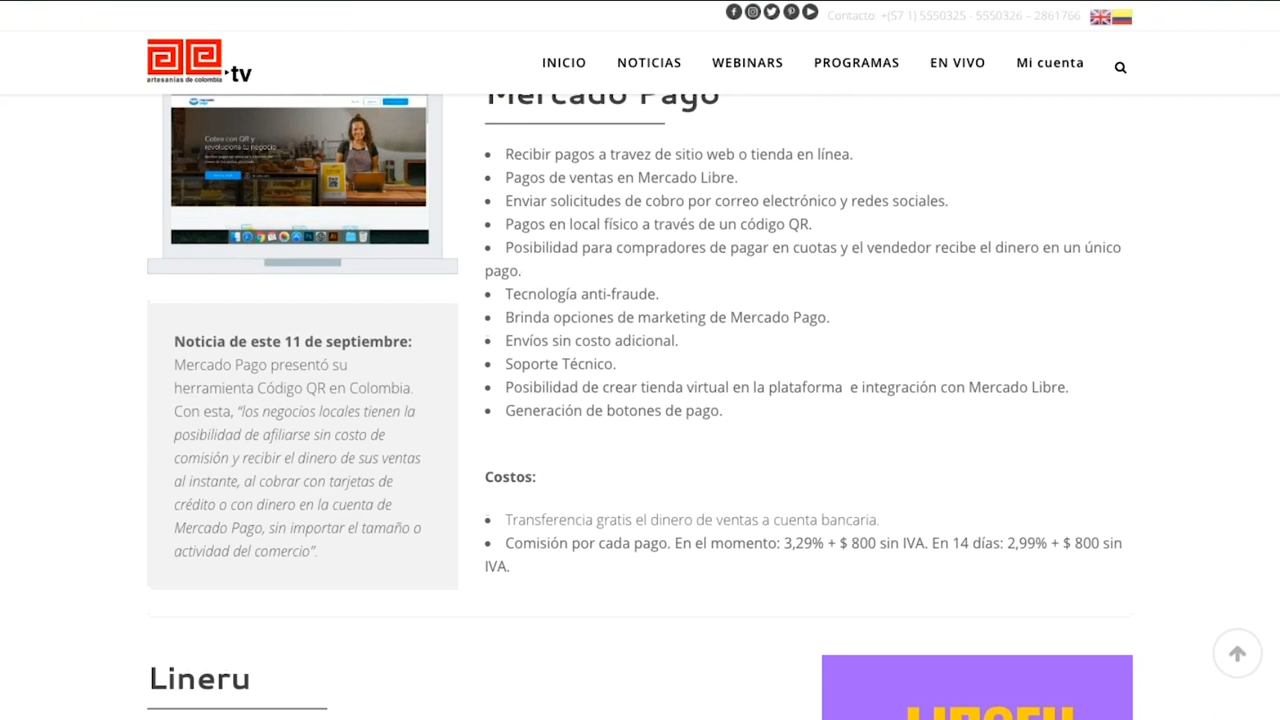 Contacto: +(57 1) 5550325 - 5550326 – 2861766
artesanías de colombia
tv
INICIO
NOTICIAS
WEBINARS
PROGRAMAS
EN VIVO
Mi cuenta
Mercado Pago
Cobra con QR y
revoluciona tu negocio
• Recibir pagos a travez de sitio web o tienda en línea.
• Pagos de ventas en Mercado Libre.
• Enviar solicitudes de cobro por correo electrónico y redes sociales.
• Pagos en local físico a través de un código QR.
• Posibilidad para compradores de pagar en cuotas y el vendedor recibe el dinero en un único
pago.
• Tecnología anti-fraude.
• Brinda opciones de marketing de Mercado Pago.
• Envíos sin costo adicional.
• Soporte Técnico.
• Posibilidad de crear tienda virtual en la plataforma e integración con Mercado Libre.
• Generación de botones de pago.
Costos:
• Transferencia gratis el dinero de ventas a cuenta bancaria.
• Comisión por cada pago. En el momento: 3,29% + $ 800 sin IVA. En 14 días: 2,99% + $ 800 sin
IVA.
Noticia de este 11 de septiembre:
Mercado Pago presentó su
herramienta Código QR en Colombia.
Con esta, “los negocios locales tienen la
posibilidad de afiliarse sin costo de
comisión y recibir el dinero de sus ventas
al instante, al cobrar con tarjetas de
crédito o con dinero en la cuenta de
Mercado Pago, sin importar el tamaño o
actividad del comercio”.
Lineru